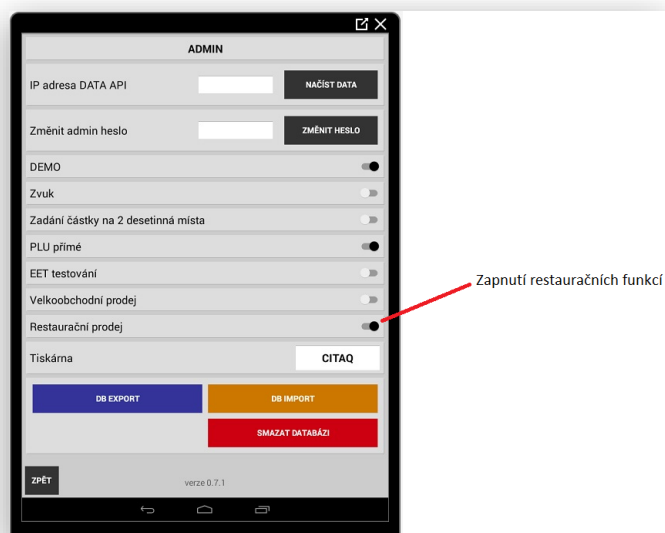 ADMIN
IP adresa DATA API
NAČÍST DATA
Změnit admin heslo
ZMĚNIT HESLO
DEMO
Zvuk
Zadání částky na 2 desetinná místa
PLU přímé
EET testování
Velkoobchodní prodej
Zapnutí restauračních funkcí
Restaurační prodej
Tiskárna
CITAQ
DB EXPORT
DB IMPORT
SMAZAT DATABÁZI
ZPĚT
verze 0.7.1